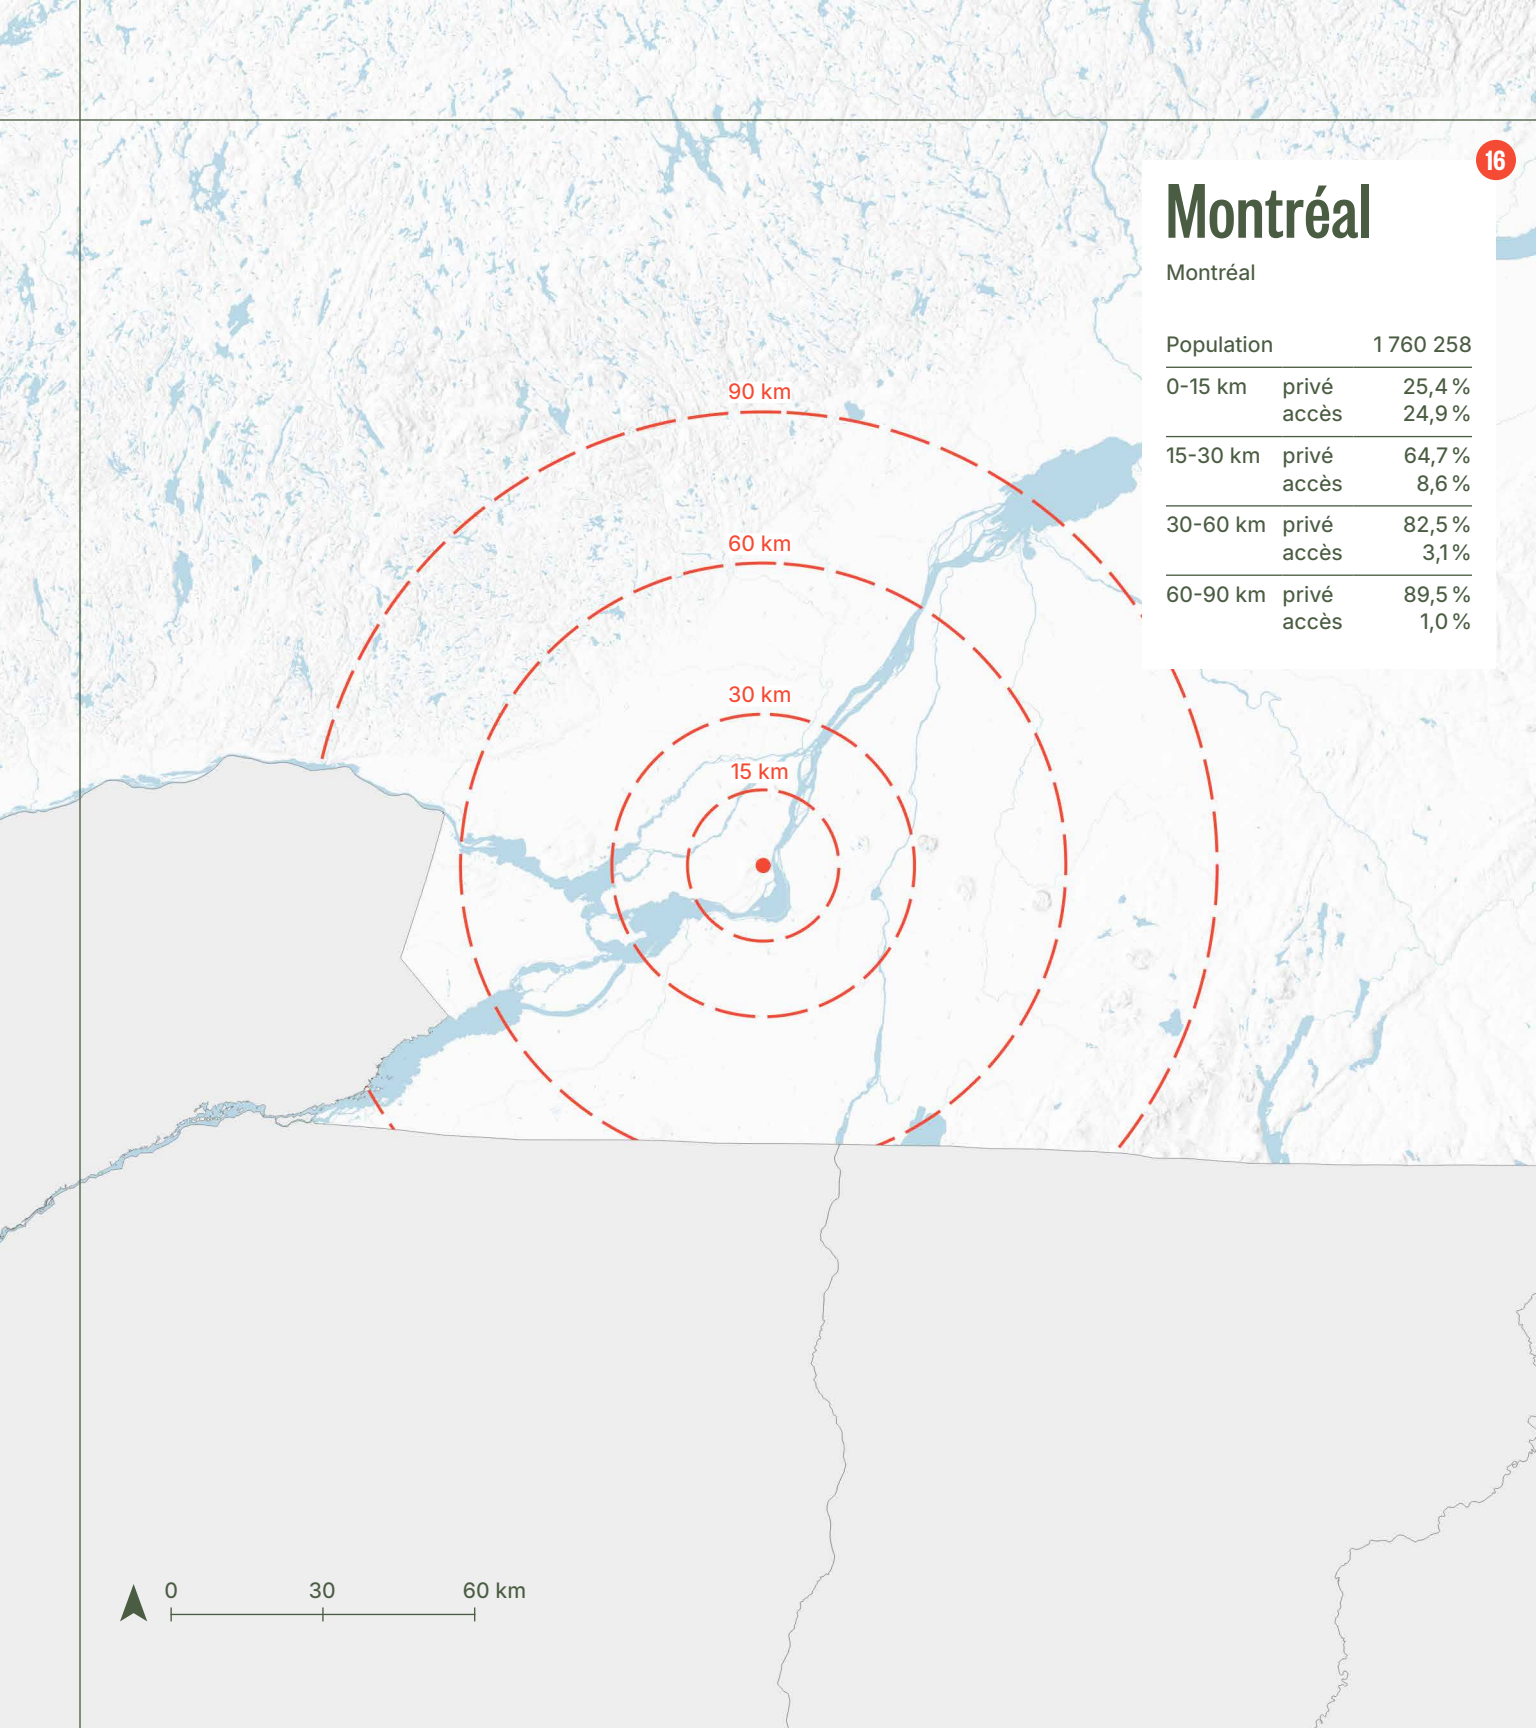 16
Montréal
Montréal
Population 1 760 258
0-15 km privé 25,4 %
accès 24,9 %
15-30 km privé 64,7 %
accès 8,6 %
30-60 km privé 82,5 %
accès 3,1 %
60-90 km privé 89,5 %
accès 1,0 %
90 km
60 km
30 km
15 km
0 30 60 km